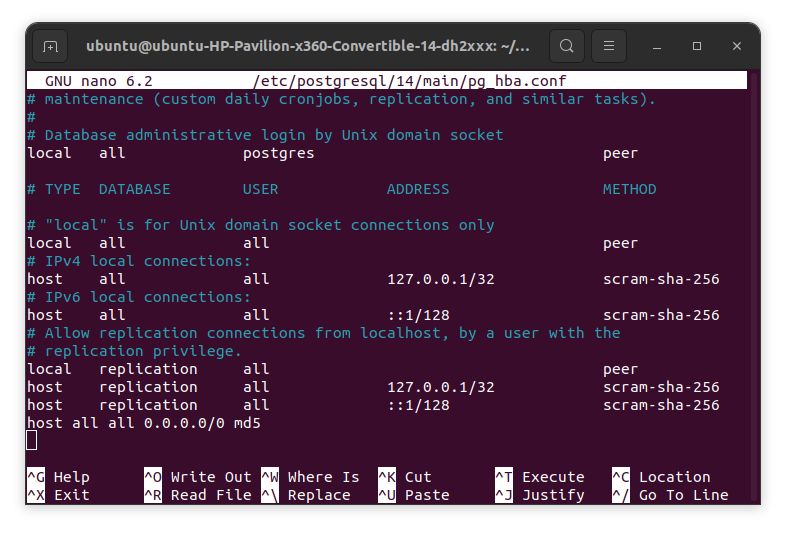 ubuntu@ubuntu-HP-Pavilion-x360-Convertible-14-dh2xxx: ~/...
GNU nano 6.2 /etc/postgresql/14/main/pg_hba.conf
# maintenance (custom daily cronjobs, replication, and similar tasks).
#
# Database administrative login by Unix domain socket
local   all             postgres                                peer

# TYPE  DATABASE        USER            ADDRESS                 METHOD

# "local" is for Unix domain socket connections only
local   all             all                                     peer
# IPv4 local connections:
host    all             all             127.0.0.1/32            scram-sha-256
# IPv6 local connections:
host    all             all             ::1/128                 scram-sha-256
# Allow replication connections from localhost, by a user with the
# replication privilege.
local   replication     all                                     peer
host    replication     all             127.0.0.1/32            scram-sha-256
host    replication     all             ::1/128                 scram-sha-256
host all all 0.0.0.0/0 md5

^G Help      ^O Write Out ^W Where Is  ^K Cut       ^T Execute   ^C Location
^X Exit      ^R Read File ^\ Replace   ^U Paste     ^J Justify   ^/ Go To Line